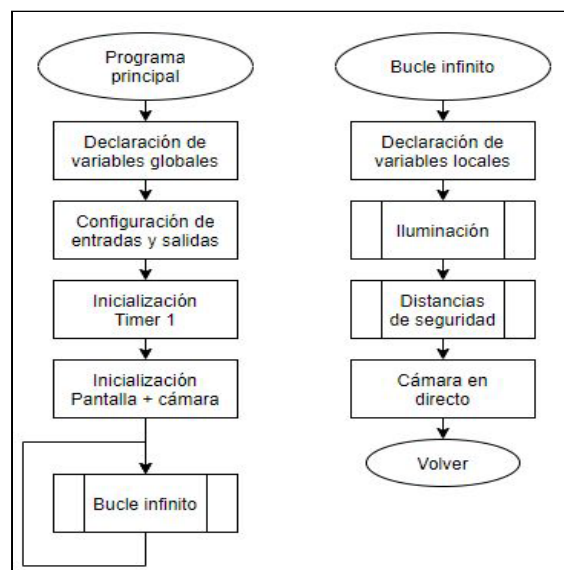 Programa
principal
Declaración de
variables globales
Configuración de
entradas y salidas
Inicialización
Timer 1
Inicialización
Pantalla + cámara
Bucle infinito
Bucle infinito
Declaración de
variables locales
Iluminación
Distancias
de seguridad
Cámara en
directo
Volver